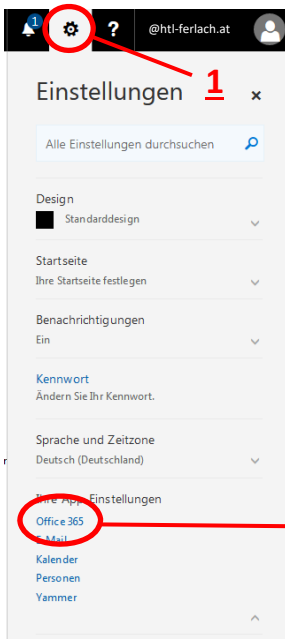 1
?
@htl-ferlach.at
Einstellungen
1
×
Alle Einstellungen durchsuchen
Design
Standarddesign
Startseite
Ihre Startseite festlegen
Benachrichtigungen
Ein
Kennwort
Ändern Sie Ihr Kennwort.
Sprache und Zeitzone
Deutsch (Deutschland)
r
Ihre App-Einstellungen
Office 365
E-Mail
Kalender
Personen
Yammer